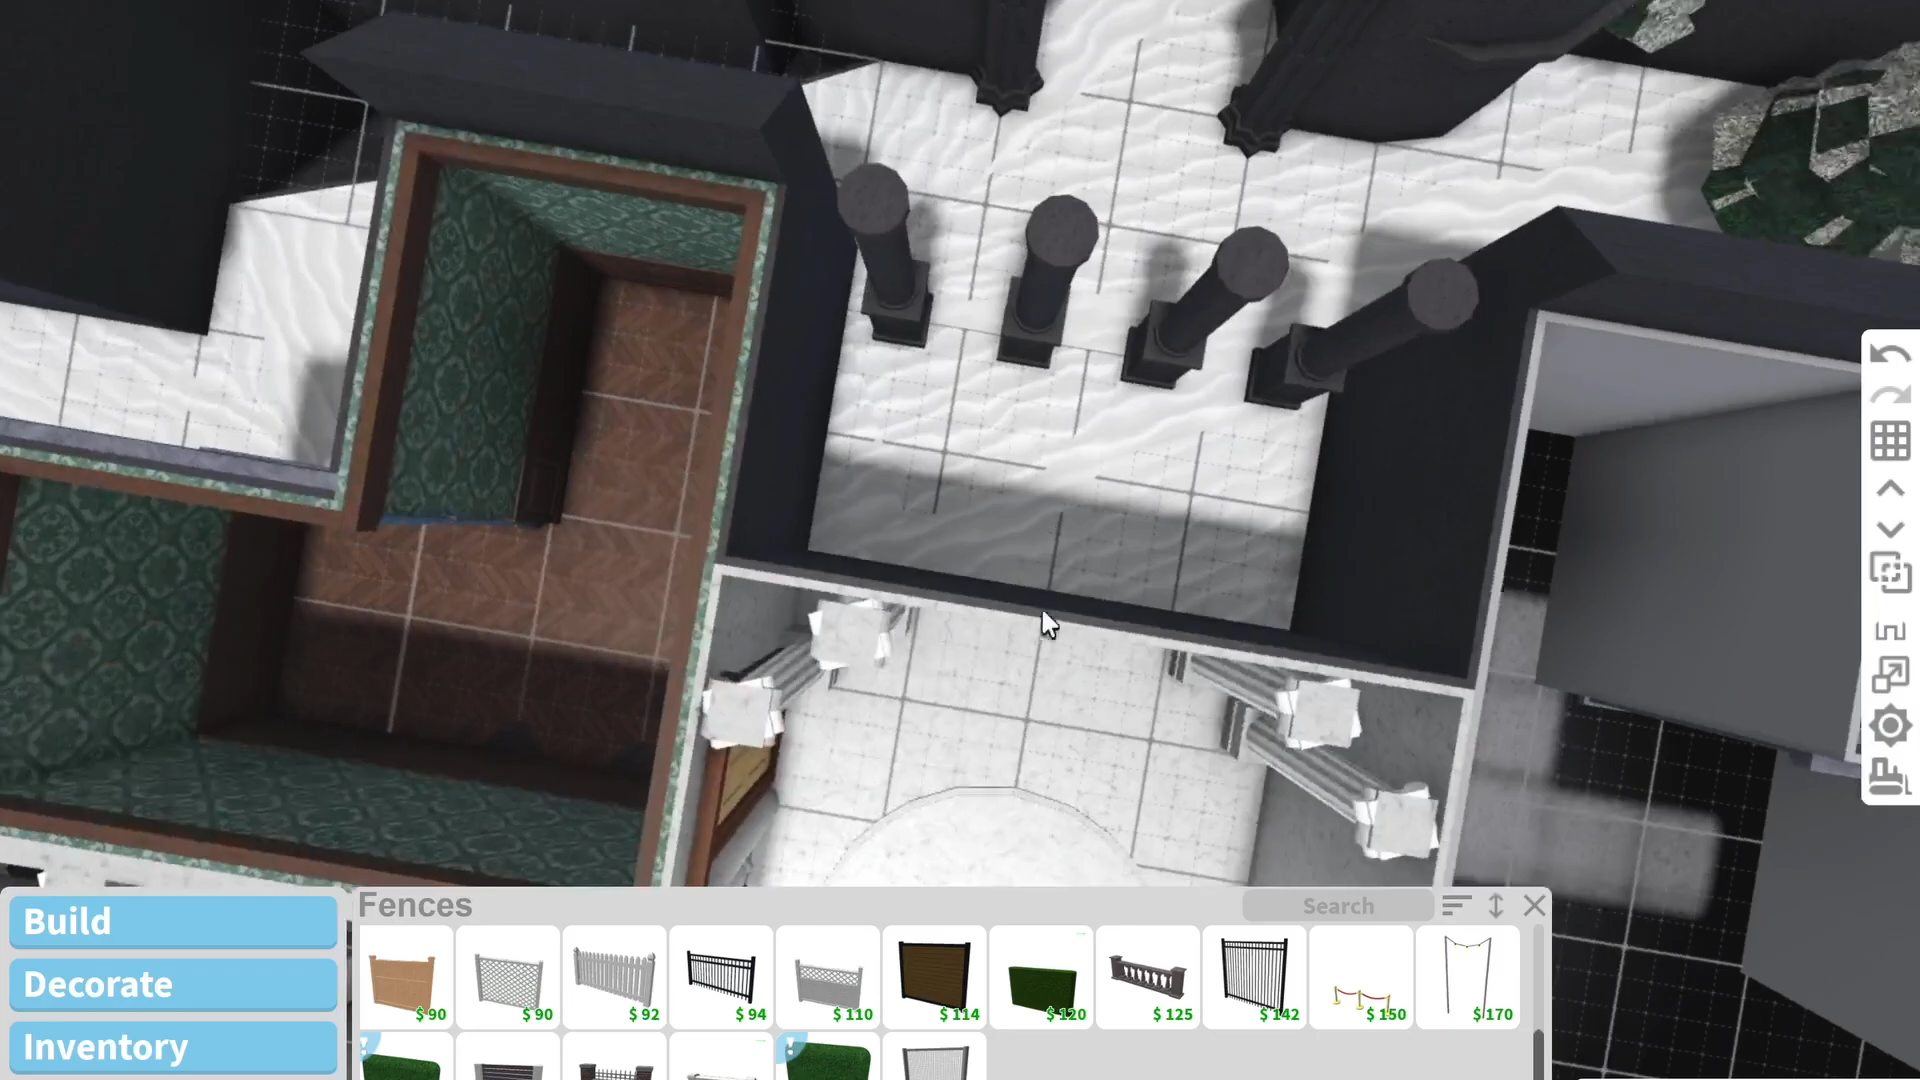 Build
Decorate
Inventory
Fences
Search
$ 90
$ 90
$ 92
$ 94
$ 110
$ 114
$ 120
$ 125
$ 142
$ 150
$ 170
!
!